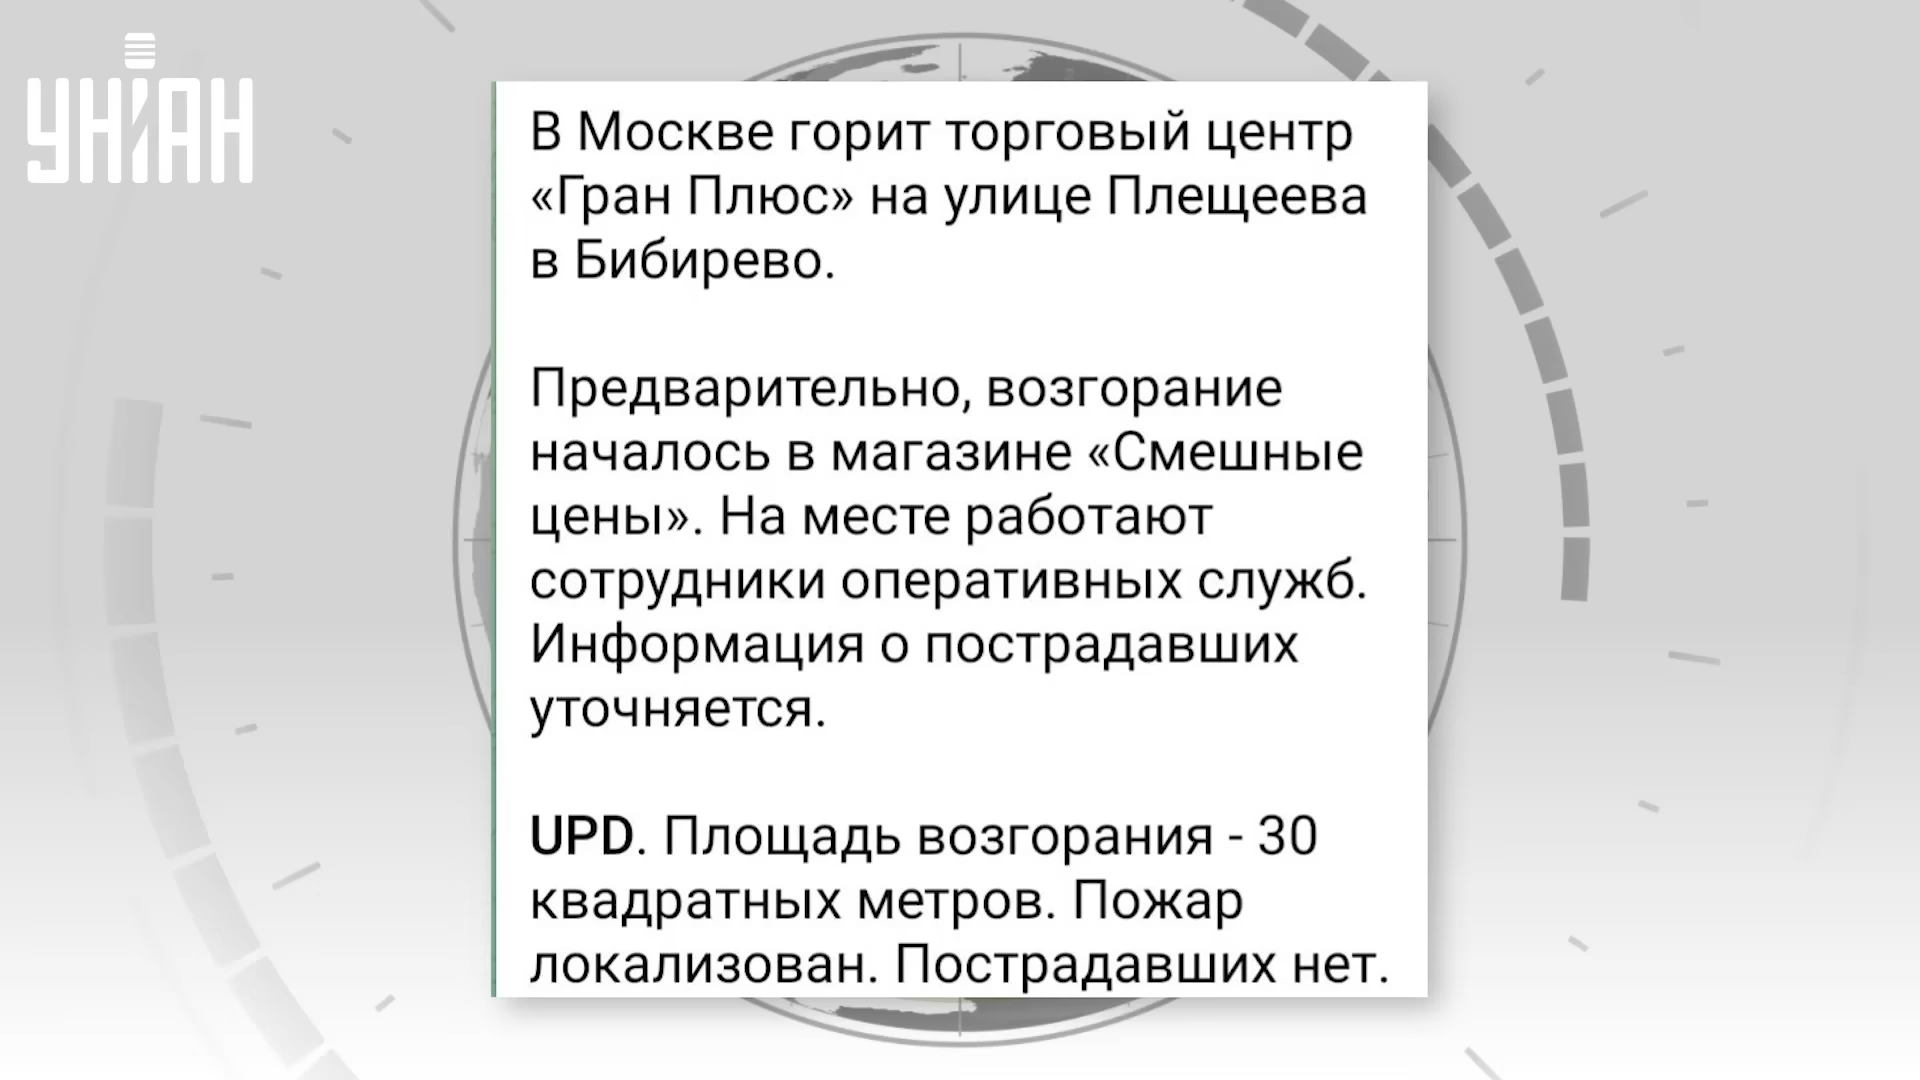 УНІАН
В Москве горит торговый центр
«Гран Плюс» на улице Плещеева
в Бибирево.
Предварительно, возгорание
началось в магазине «Смешные
цены». На месте работают
сотрудники оперативных служб.
Информация о пострадавших
уточняется.
UPD. Площадь возгорания - 30
квадратных метров. Пожар
локализован. Пострадавших нет.